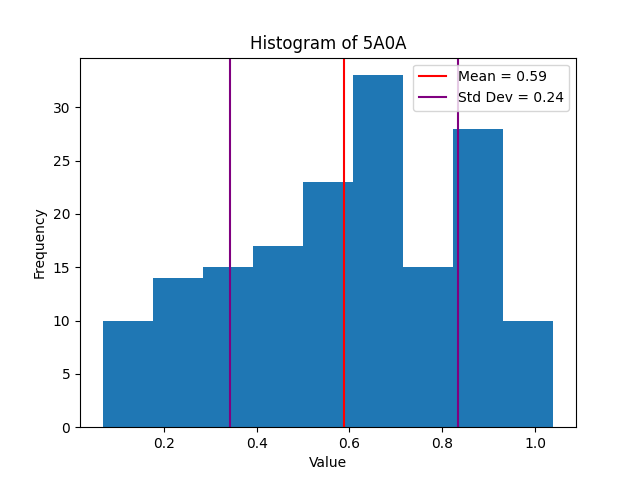 Histogram of 5A0A
Mean = 0.59
Std Dev = 0.24
Frequency
30
25
20
15
10
5
0
0.2 0.4 0.6 0.8 1.0
Value